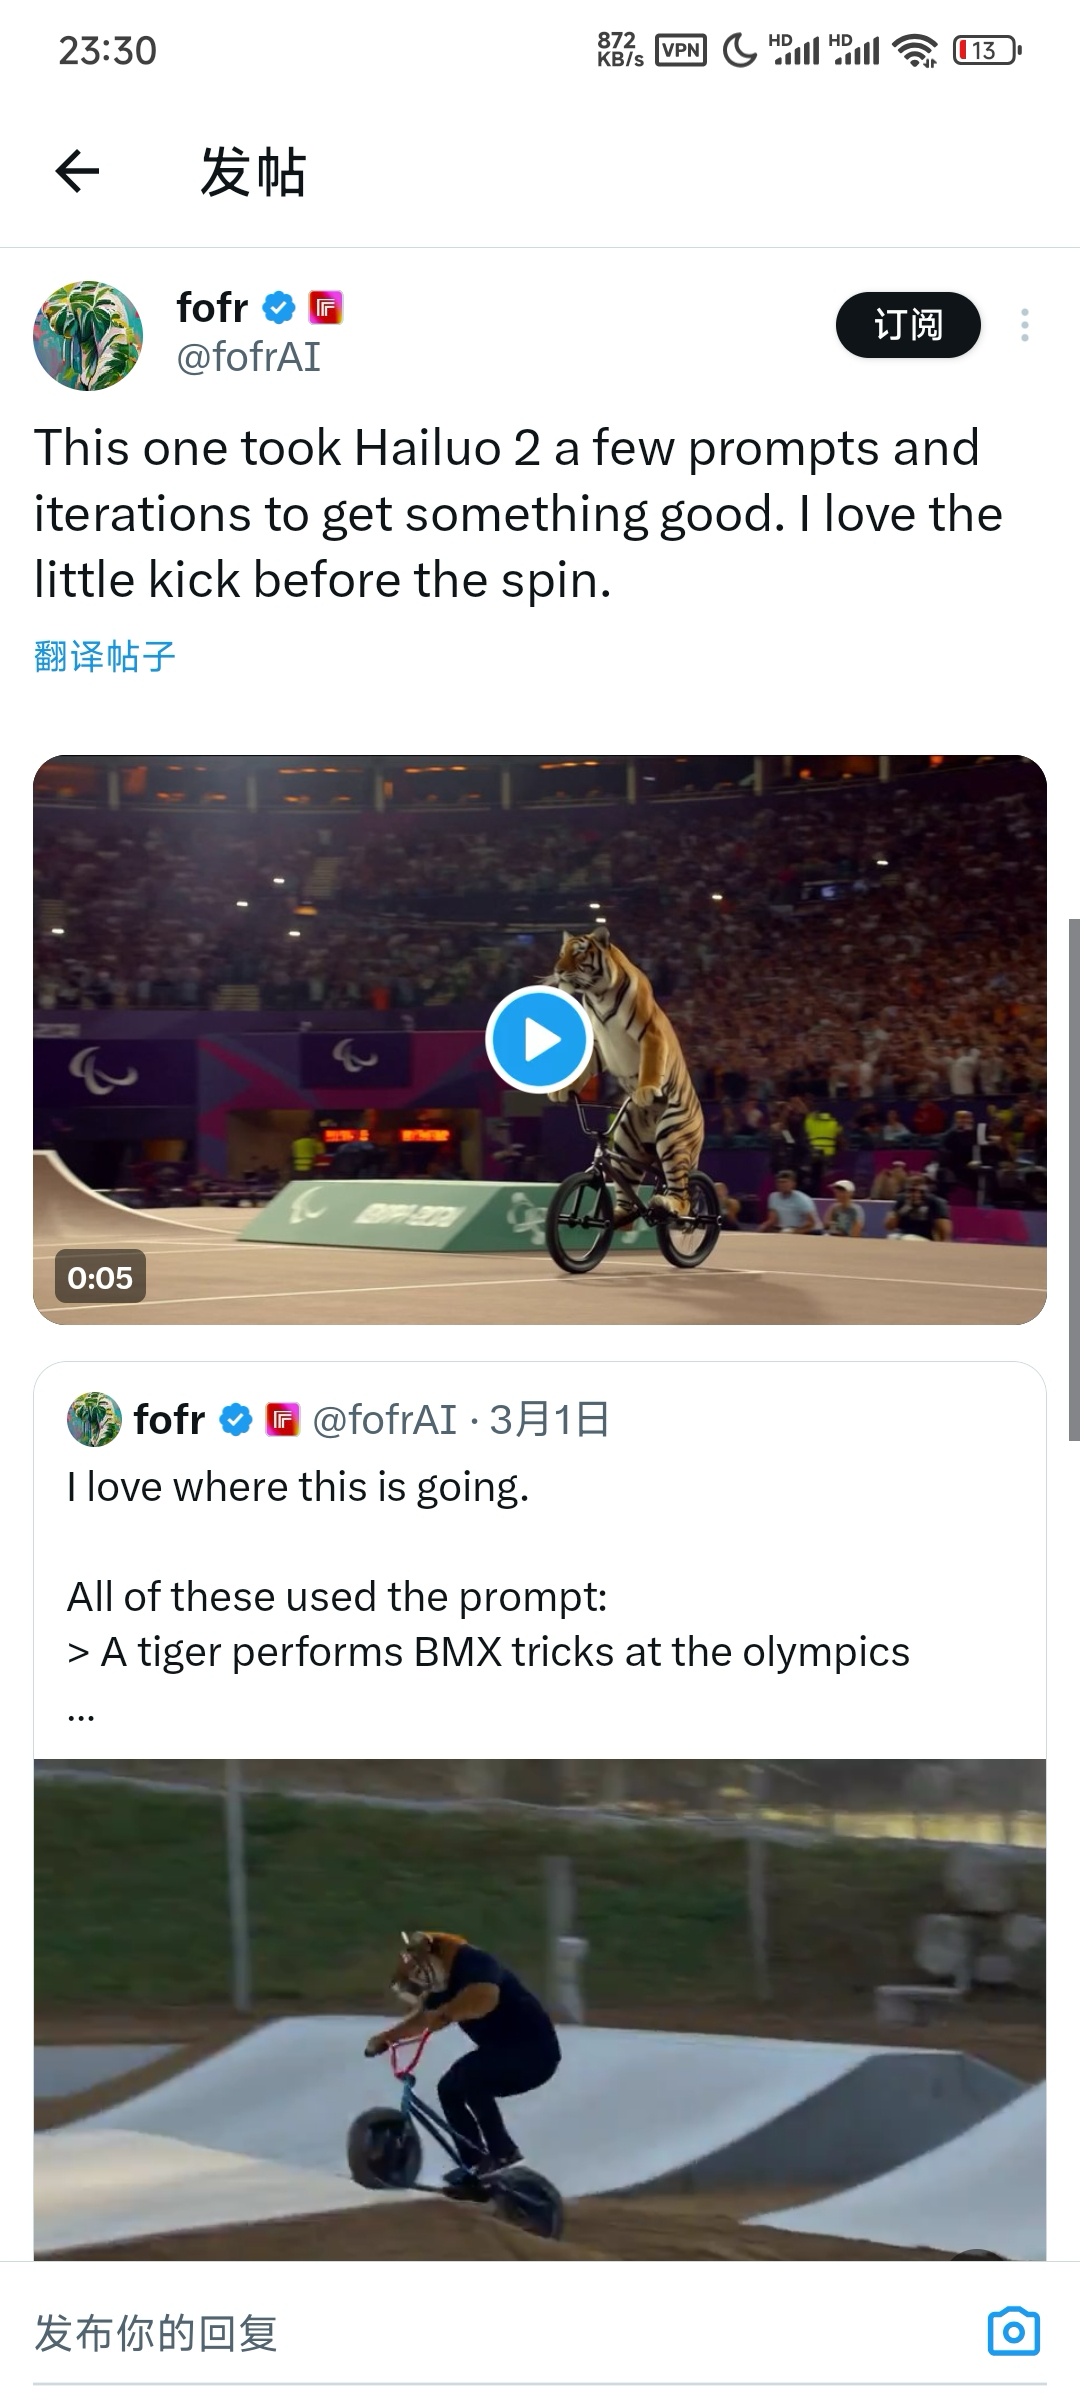 23:30
872
KB/s
VPN
HD
HD
13
发帖
fofr
@fofrAI
订阅
This one took Hailuo 2 a few prompts and
iterations to get something good. I love the
little kick before the spin.
翻译帖子
0:05
fofr @fofrAI · 3月1日
I love where this is going.
All of these used the prompt:
> A tiger performs BMX tricks at the olympics
...
发布你的回复